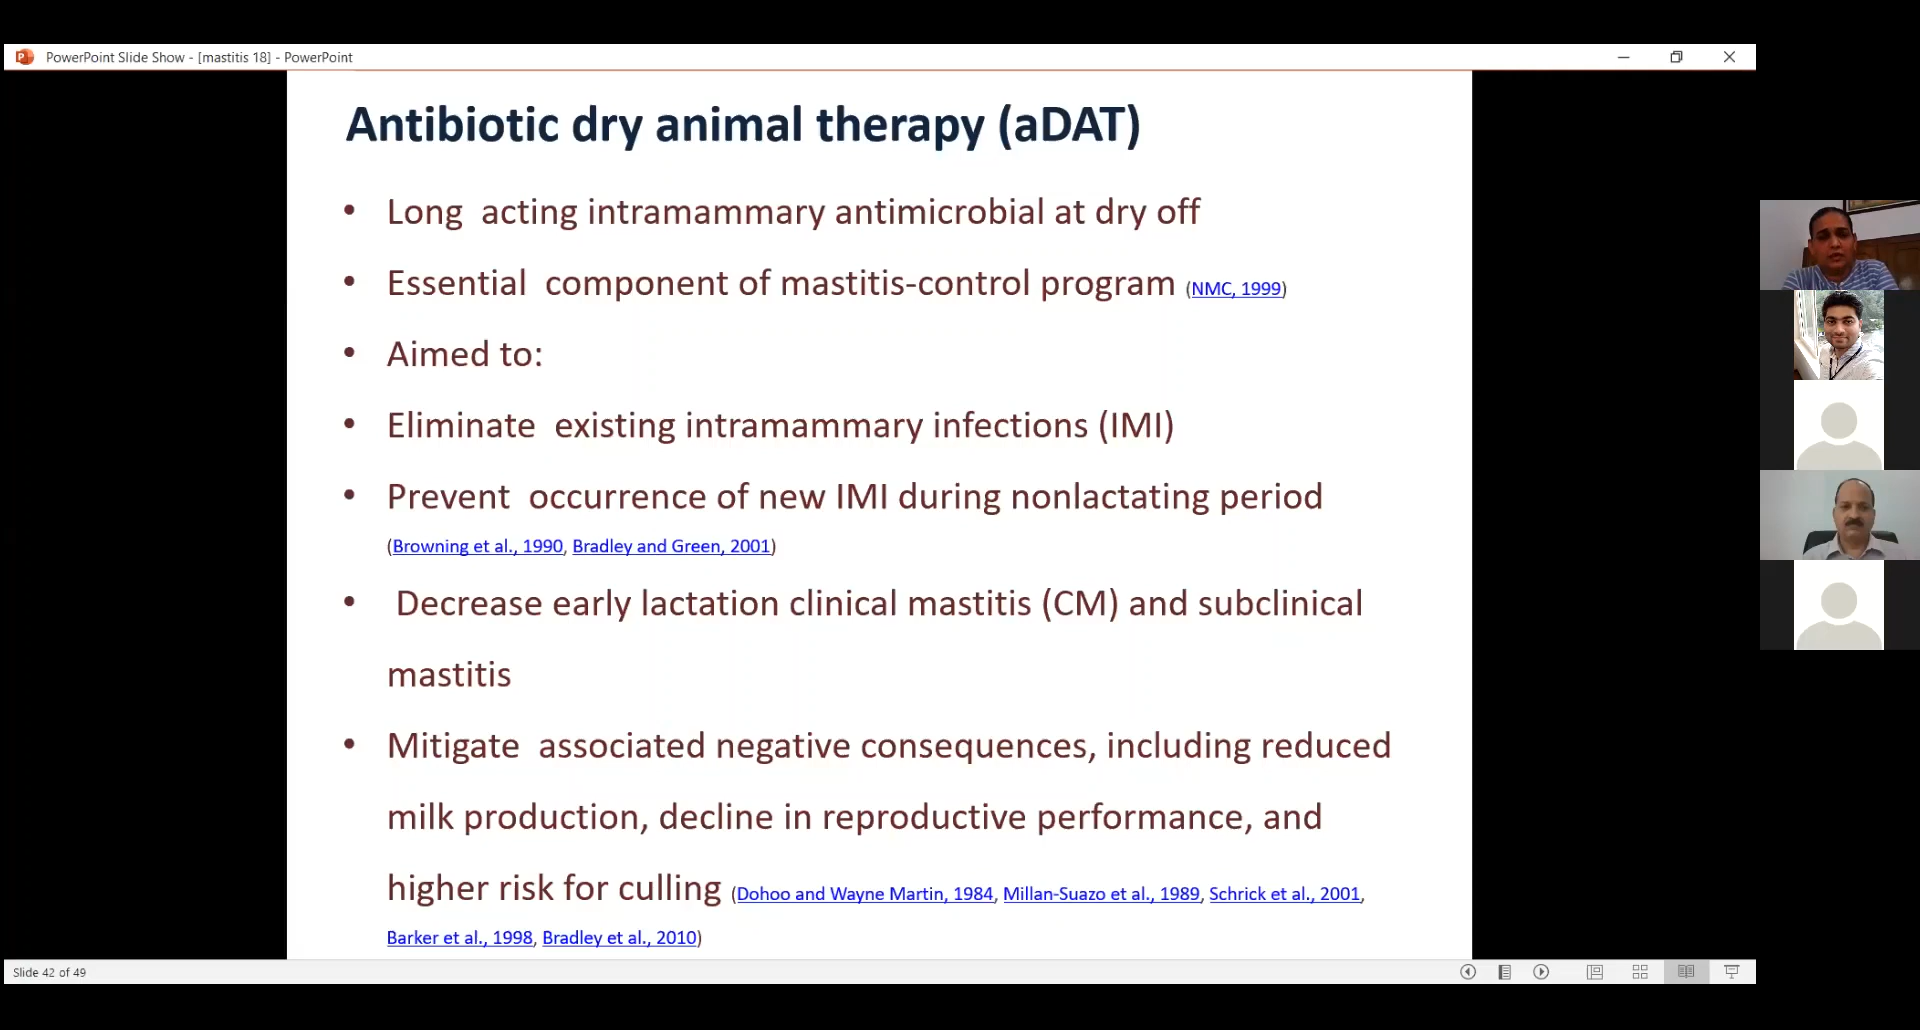 PowerPoint Slide Show - [mastitis 18] - PowerPoint
Antibiotic dry animal therapy (aDAT)
• Long acting intramammary antimicrobial at dry off
• Essential component of mastitis-control program (NMC, 1999)
• Aimed to:
• Eliminate existing intramammary infections (IMI)
• Prevent occurrence of new IMI during nonlactating period
(Browning et al., 1990, Bradley and Green, 2001)
• Decrease early lactation clinical mastitis (CM) and subclinical
mastitis
• Mitigate associated negative consequences, including reduced
milk production, decline in reproductive performance, and
higher risk for culling (Dohoo and Wayne Martin, 1984, Millan-Suazo et al., 1989, Schrick et al., 2001,
Barker et al., 1998, Bradley et al., 2010)
Slide 42 of 49